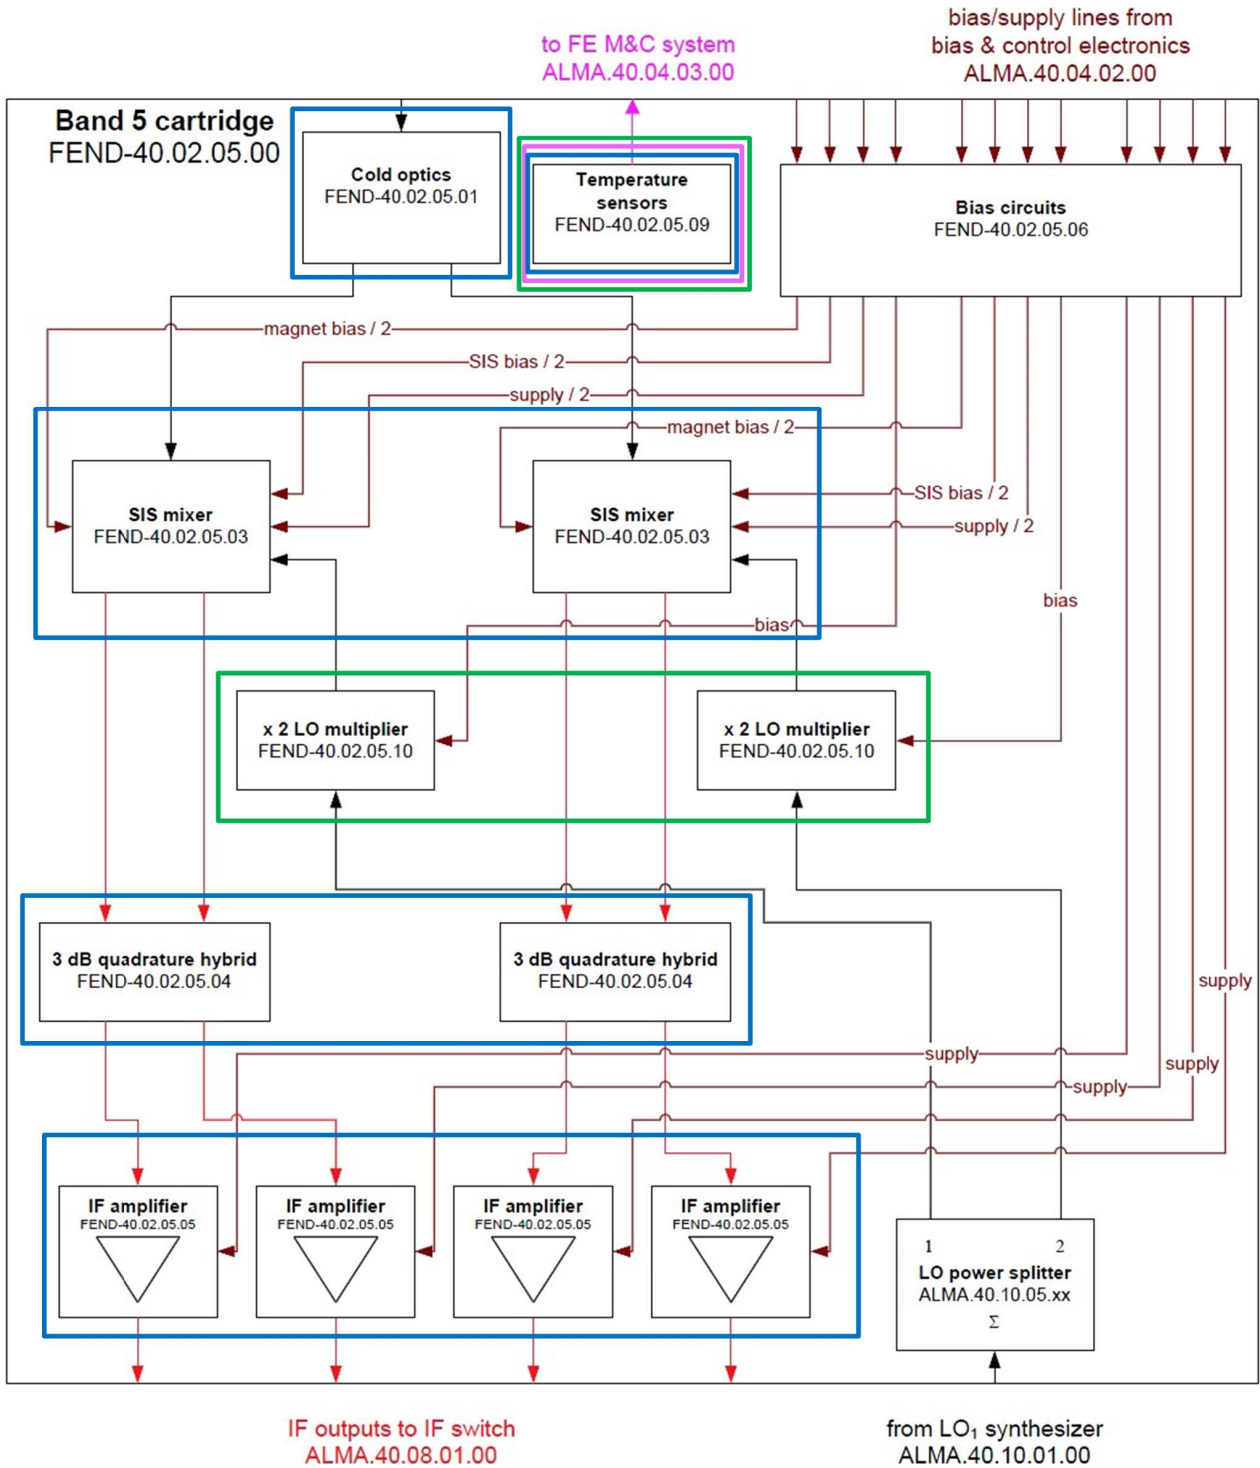 bias/supply lines from
bias & control electronics
ALMA.40.04.02.00
to FE M&C system
ALMA.40.04.03.00
Band 5 cartridge
FEND-40.02.05.00
Cold optics
FEND-40.02.05.01
Temperature
sensors
FEND-40.02.05.09
Bias circuits
FEND-40.02.05.06
magnet bias / 2
SIS bias / 2
supply / 2
magnet bias / 2
SIS bias / 2
supply / 2
SIS mixer
FEND-40.02.05.03
SIS mixer
FEND-40.02.05.03
bias
bias
x 2 LO multiplier
FEND-40.02.05.10
x 2 LO multiplier
FEND-40.02.05.10
3 dB quadrature hybrid
FEND-40.02.05.04
3 dB quadrature hybrid
FEND-40.02.05.04
supply
supply
supply
supply
IF amplifier
FEND-40.02.05.05
IF amplifier
FEND-40.02.05.05
IF amplifier
FEND-40.02.05.05
IF amplifier
FEND-40.02.05.05
1 2
LO power splitter
ALMA.40.10.05.xx
Σ
IF outputs to IF switch
ALMA.40.08.01.00
from LO₁ synthesizer
ALMA.40.10.01.00